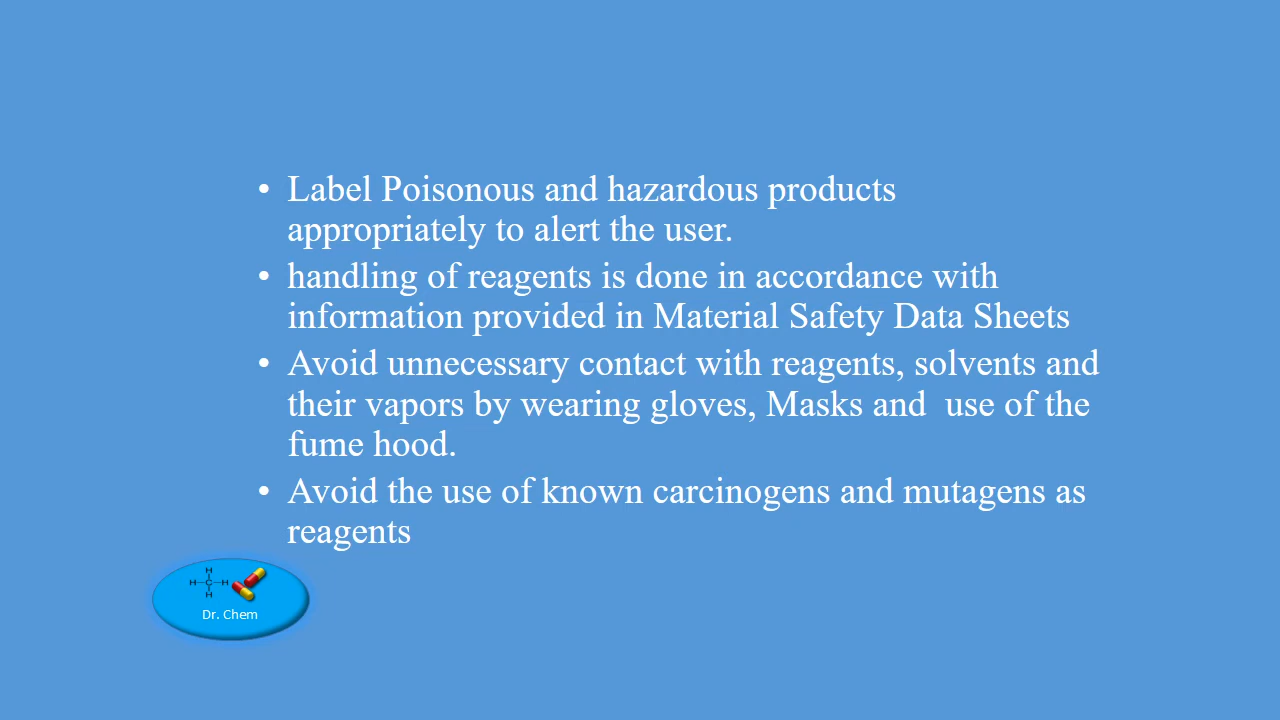 • Label Poisonous and hazardous products
appropriately to alert the user.
• handling of reagents is done in accordance with
information provided in Material Safety Data Sheets
• Avoid unnecessary contact with reagents, solvents and
their vapors by wearing gloves, Masks and  use of the
fume hood.
• Avoid the use of known carcinogens and mutagens as
reagents
H
H C H
H
Dr. Chem